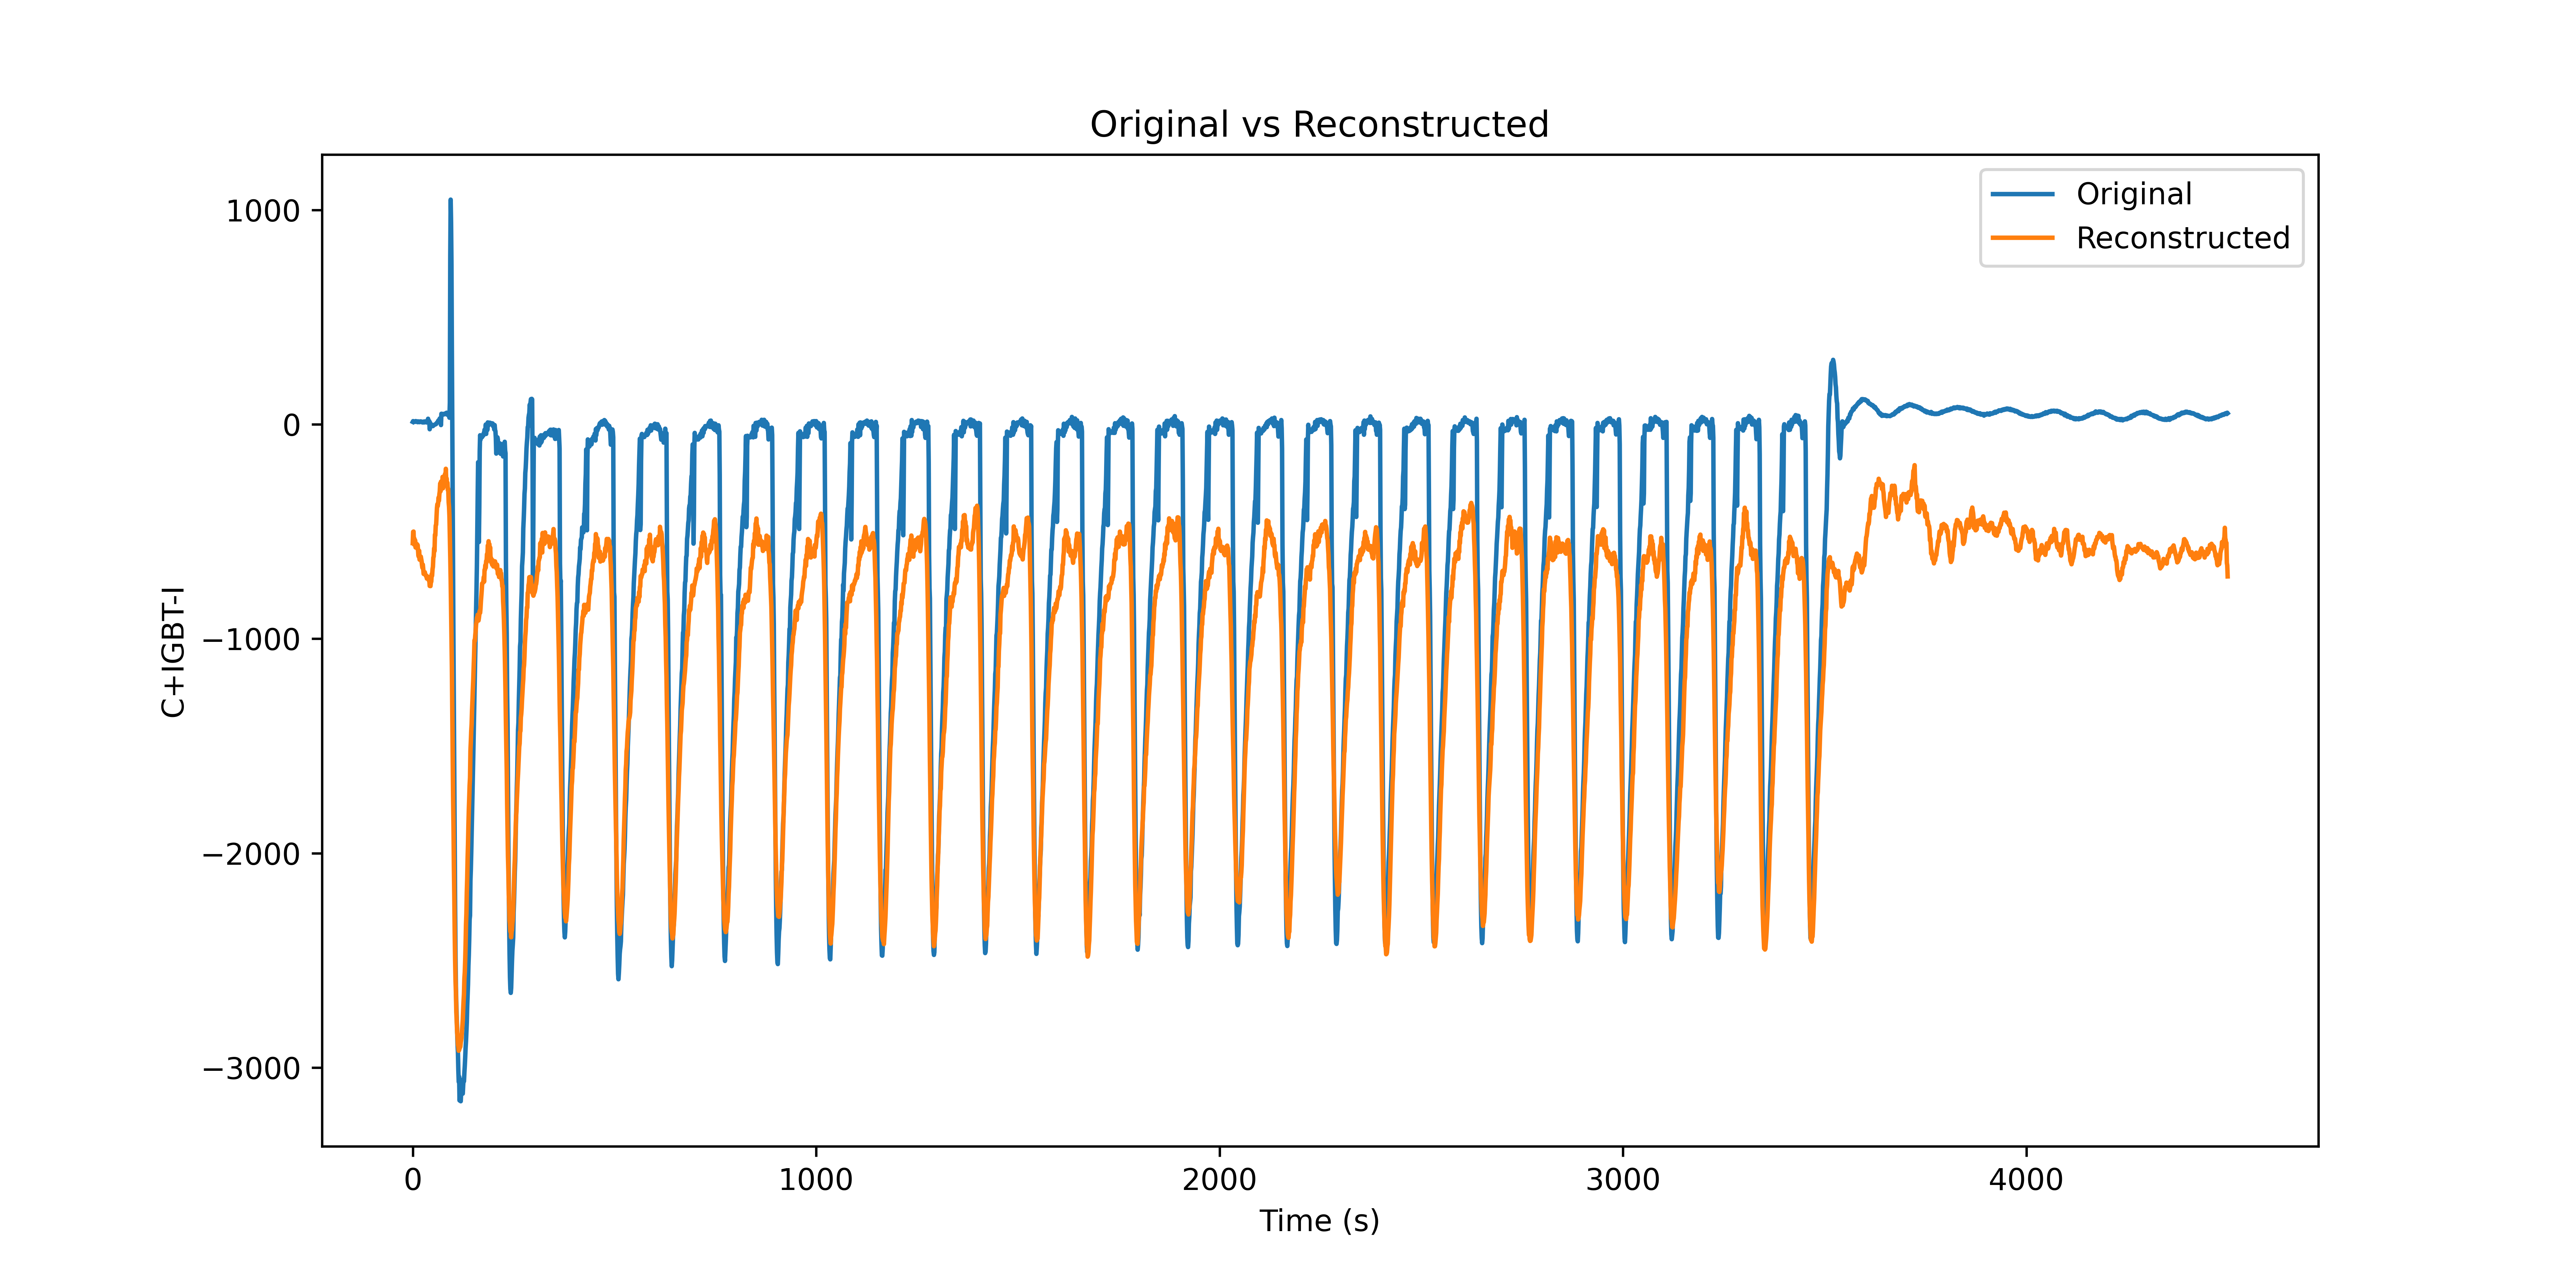 Original vs Reconstructed
Original
Reconstructed
1000
0
−1000
−2000
−3000
C+IGBT-I
0
1000
2000
3000
4000
Time (s)